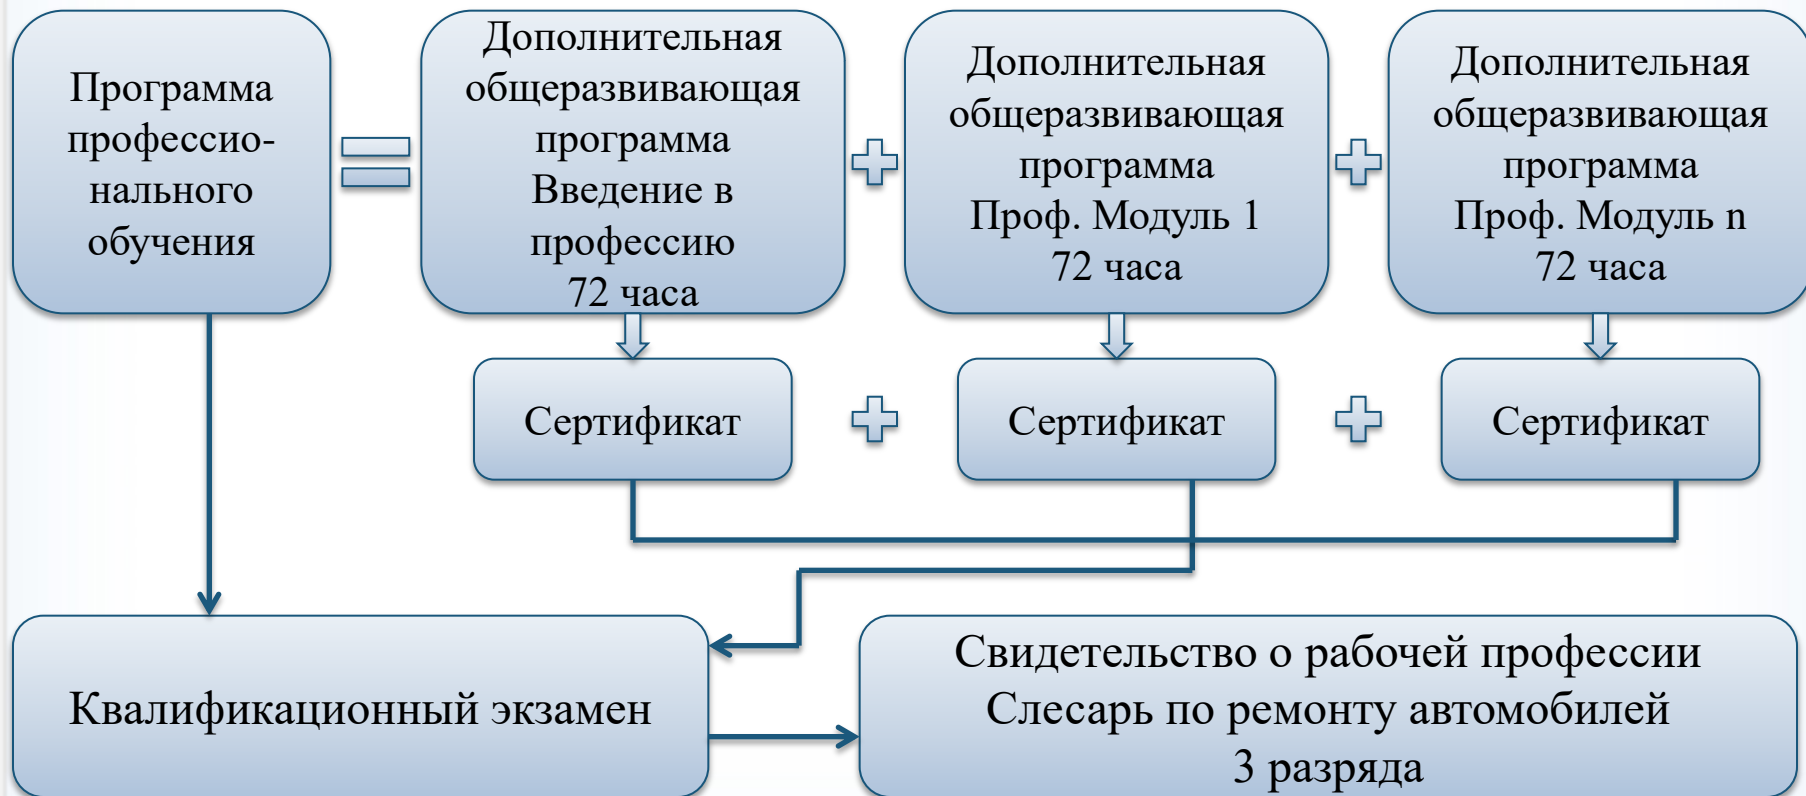 Программа
профессио-
нального
обучения
Дополнительная
общеразвивающая
программа
Введение в
профессию
72 часа
Дополнительная
общеразвивающая
программа
Проф. Модуль 1
72 часа
Дополнительная
общеразвивающая
программа
Проф. Модуль n
72 часа
Сертификат
Сертификат
Сертификат
Квалификационный экзамен
Свидетельство о рабочей профессии
Слесарь по ремонту автомобилей
3 разряда